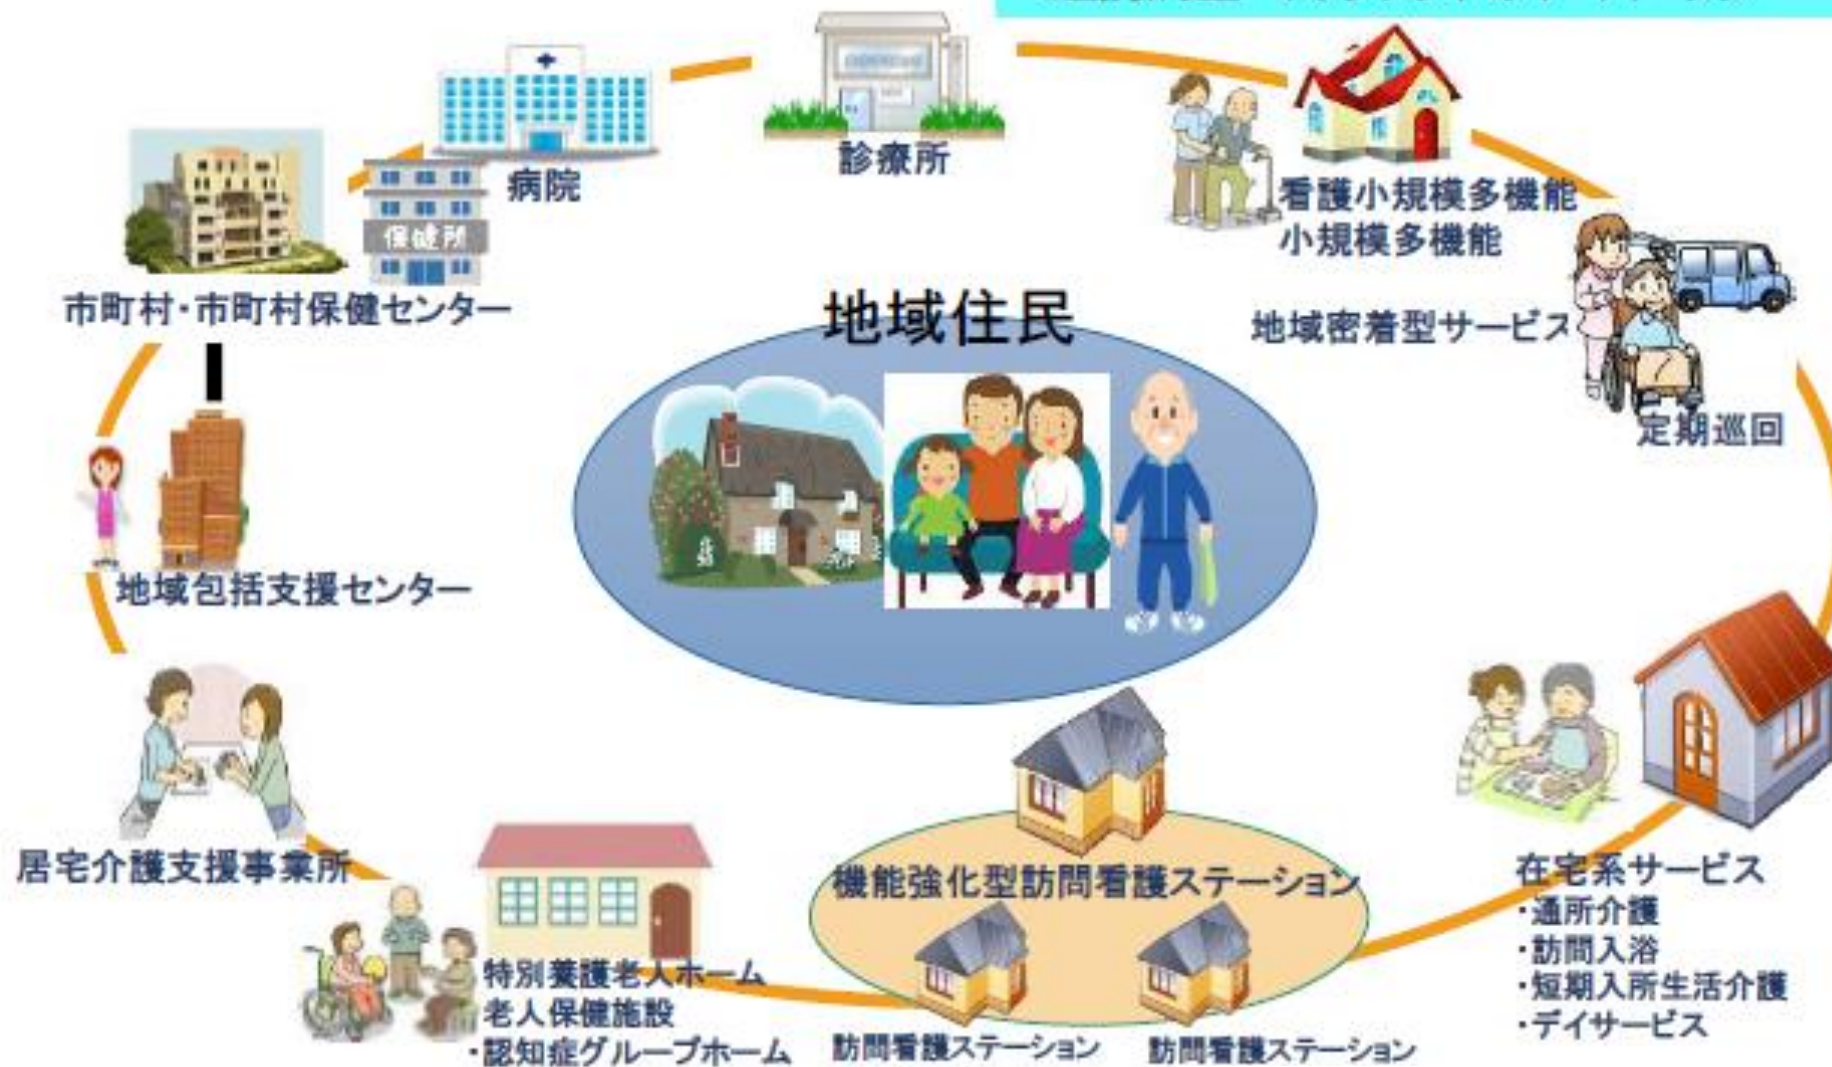 病院
診療所
保健所
市町村・市町村保健センター
看護小規模多機能
小規模多機能
地域密着型サービス
定期巡回
地域住民
地域包括支援センター
居宅介護支援事業所
特別養護老人ホーム
老人保健施設
・認知症グループホーム
機能強化型訪問看護ステーション
訪問看護ステーション
訪問看護ステーション
在宅系サービス
・通所介護
・訪問入浴
・短期入所生活介護
・デイサービス